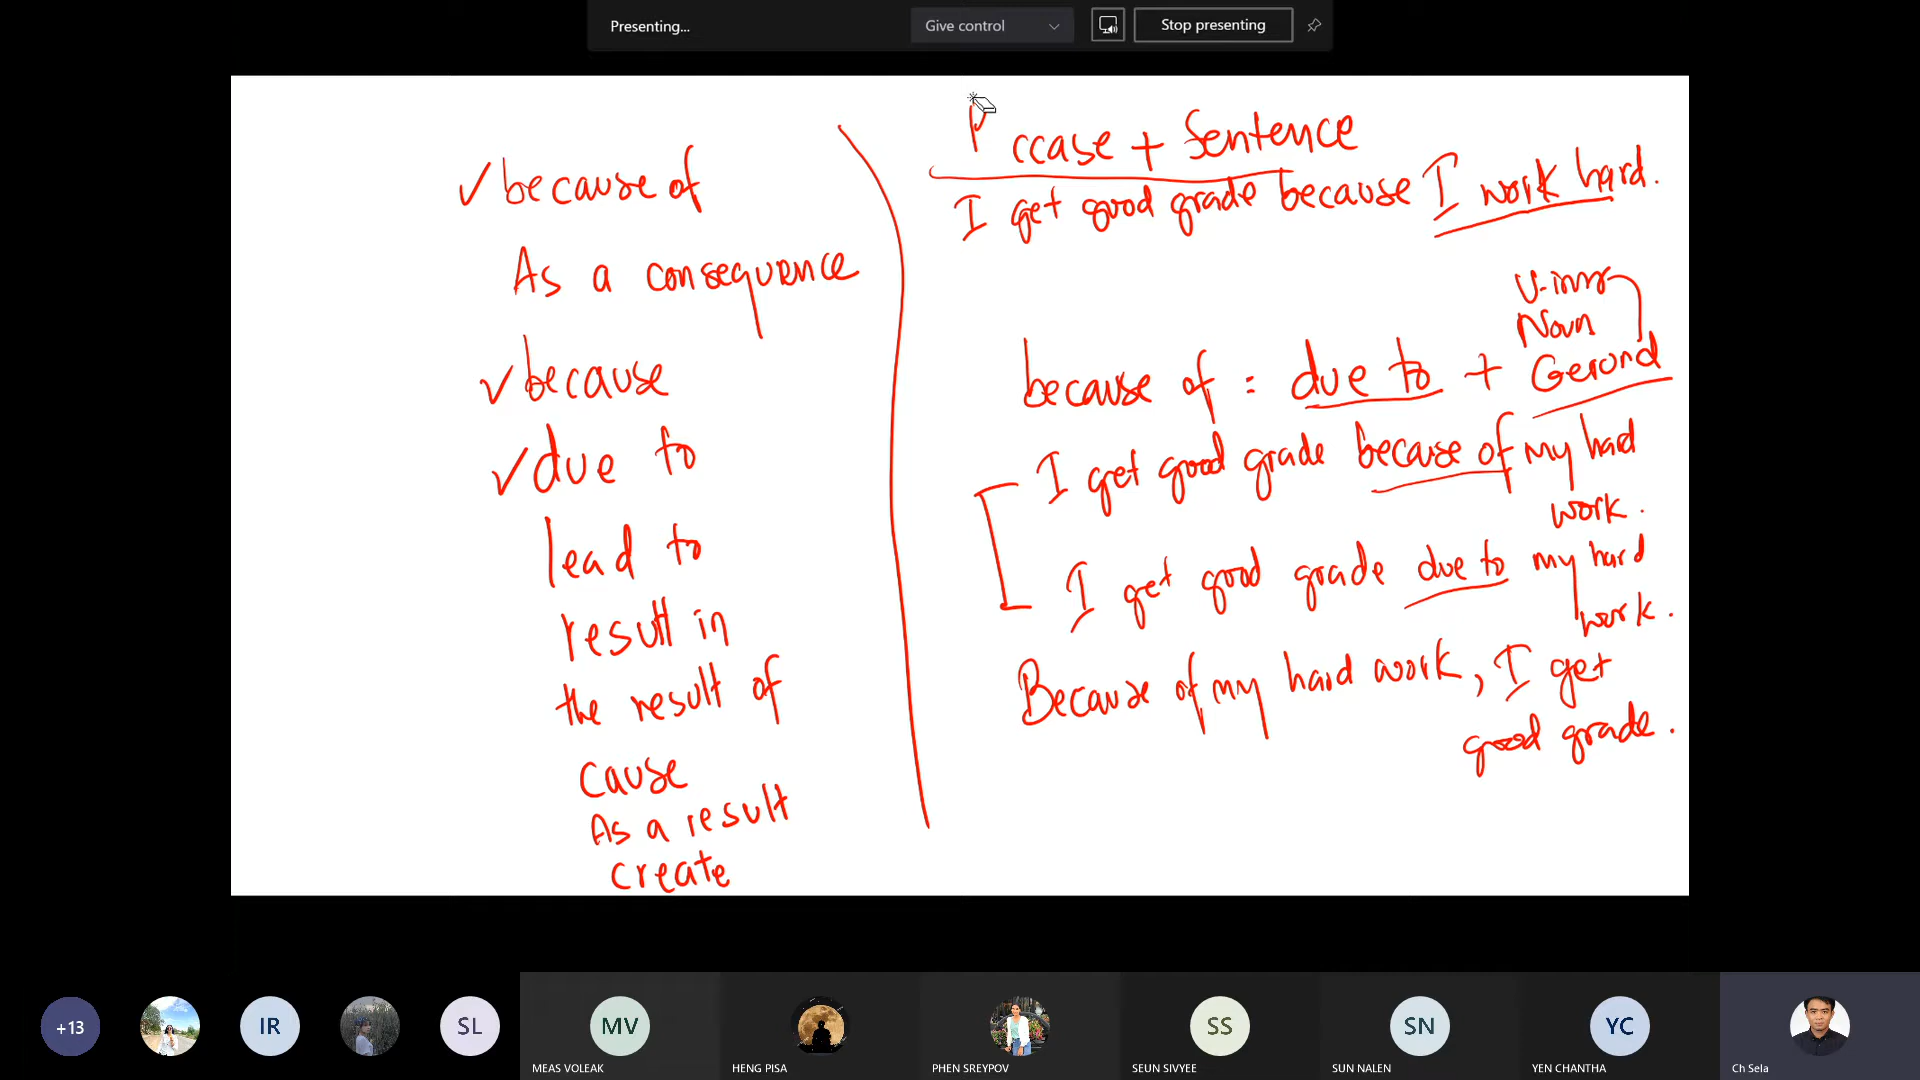 Presenting...
Give control
Stop presenting
✓ because of
As a consequence
✓ because
✓ due to
lead to
result in
the result of
cause
As a result
create
+ Sentence
I get good grade because I work hard.
Noun
because of = due to + Gerond
I get good grade because of my hard
work.
I get good grade due to my hard
work.
Because of my hard work, I get
good grade.
+13
IR
SL
MV
SS
SN
YC
MEAS VOLEAK
HENG PISA
PHEN SREYPOV
SEUN SIVYEE
SUN NALEN
YEN CHANTHA
Ch Sela